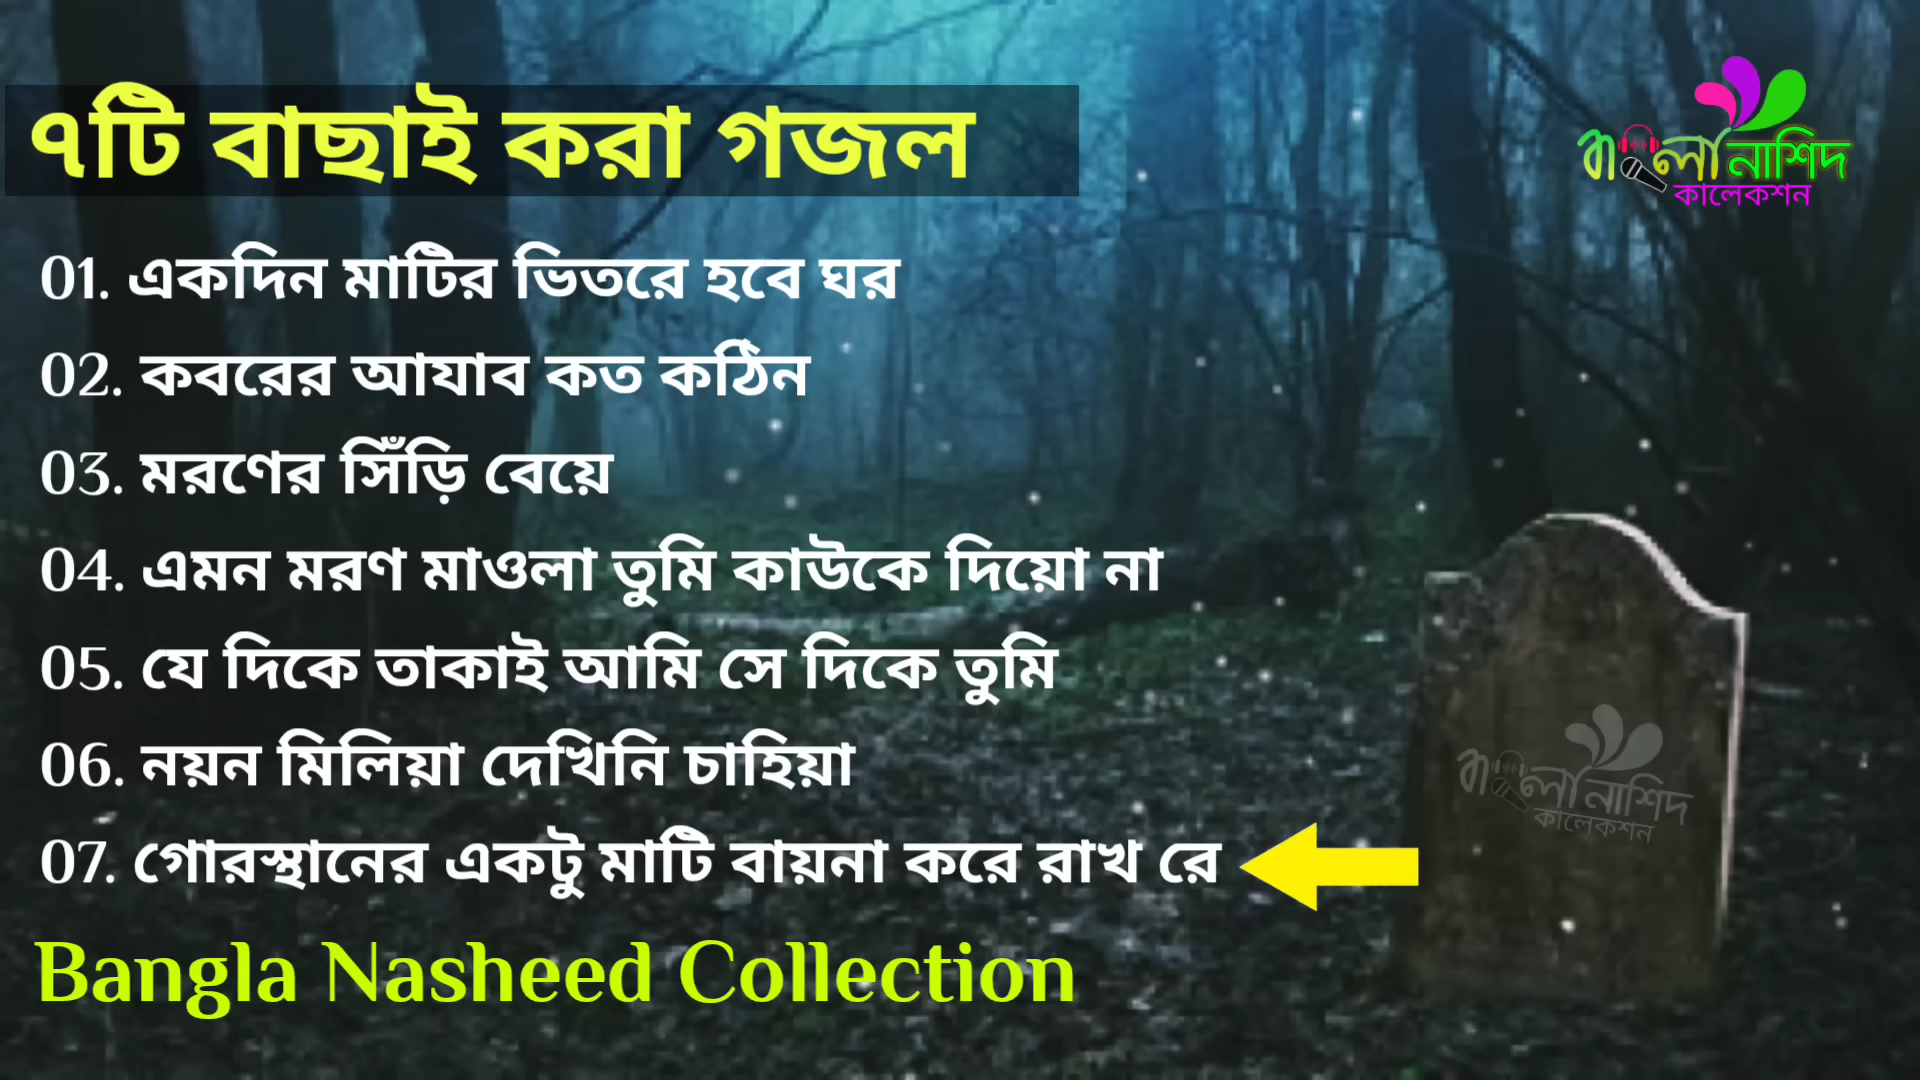 ৭টি বাছাই করা গজল
বাংলা নাশিদ
কালেকশন
01. একদিন মাটির ভিতরে হবে ঘর
02. কবরের আযাব কত কঠিন
03. মরণের সিঁড়ি বেয়ে
04. এমন মরণ মাওলা তুমি কাউকে দিয়ো না
05. যে দিকে তাকাই আমি সে দিকে তুমি
06. নয়ন মিলিয়া দেখিনি চাহিয়া
07. গোরস্থানের একটু মাটি বায়না করে রাখ রে
বাংলা নাশিদ
কালেকশন
Bangla Nasheed Collection